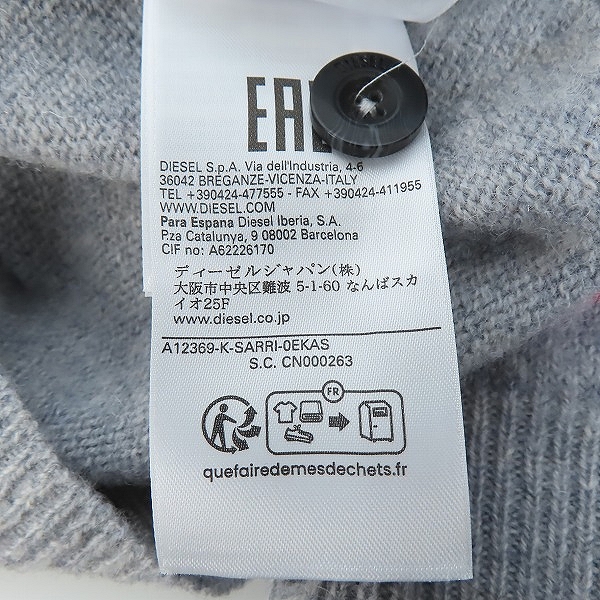 DIESEL
EAC
DIESEL S.p.A. Via dell'Industria, 4-6
36042 BREGANZE-VICENZA-ITALY
TEL +390424-477555 - FAX +390424-411955
WWW.DIESEL.COM
Para Espana Diesel Iberia, S.A.
P.za Catalunya, 9 08002 Barcelona
CIF no: A62226170
ディーゼルジャパン(株)
大阪市中央区難波 5-1-60 なんばスカ
イオ25F
www.diesel.co.jp
A12369-K-SARRI-0EKAS
S.C. CN000263
FR
quefairedemesdechets.fr